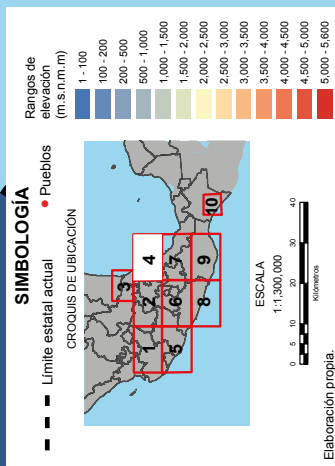 SIMBOLOGÍA
Límite estatal actual
Pueblos
CROQUIS DE UBICACIÓN
1
2
3
4
5
6
7
8
9
10
ESCALA
1:1,300,000
0 5 10 20 30 40
Kilómetros
Elaboración propia.
Rangos de
elevación
(m.s.n.m.m)
1 - 100
100 - 200
200 - 500
500 - 1,000
1,000 - 1,500
1,500 - 2,000
2,000 - 2,500
2,500 - 3,000
3,000 - 3,500
3,500 - 4,000
4,000 - 4,500
4,500 - 5,000
5,000 - 5,600